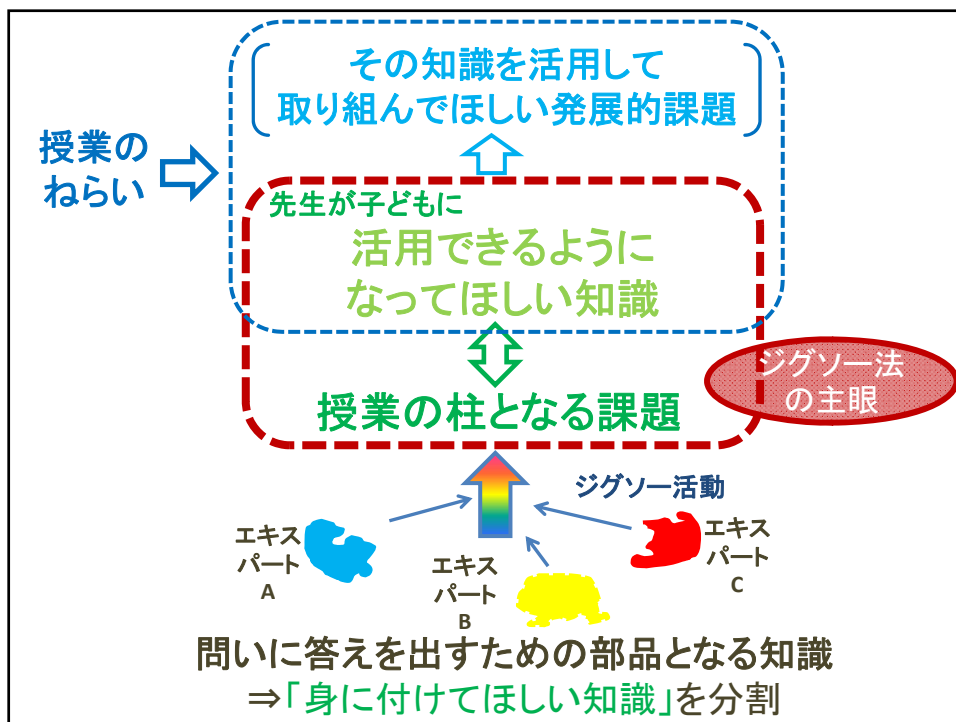 その知識を活用して
取り組んでほしい発展的課題
授業の
ねらい
先生が子どもに
活用できるように
なってほしい知識
ジグソー法
の主眼
授業の柱となる課題
ジグソー活動
エキス
パート
A
エキス
パート
B
エキス
パート
C
問いに答えを出すための部品となる知識
⇒「身に付けてほしい知識」を分割